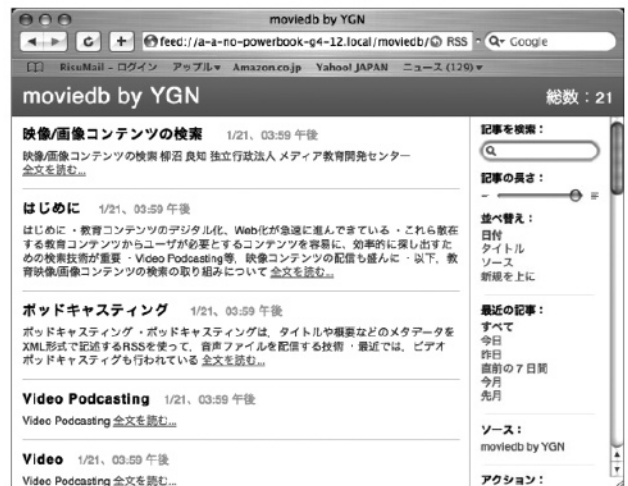 moviedb by YGN
feed://a-a-no-powerbook-g4-12.local/moviedb/ RSS
Google
RicuMail - ログイン アップル▼ Amazon.co.jp Yahoo! JAPAN ニュース (129)▼
moviedb by YGN
総数：21
映像/画像コンテンツの検索 1/21、03:59 午後
映像/画像コンテンツの検索 柳沼 良知 独立行政法人 メディア教育開発センター
全文を読む...
はじめに 1/21、03:59 午後
はじめに ・教育コンテンツのデジタル化、Web化が急速に進んできている ・これら散在
する教育コンテンツからユーザが必要とするコンテンツを容易に、効率的に探し出すた
めの検索技術が重要 ・Video Podcasting等、映像コンテンツの配信も盛んに ・以下、教
育映像/画像コンテンツの検索の取り組みについて 全文を読む...
ポッドキャスティング 1/21、03:59 午後
ポッドキャスティング ・ポッドキャスティングは、タイトルや概要などのメタデータを
XML形式で記述するRSSを使って、音声ファイルを配信する技術 ・最近では、ビデオ
ポッドキャスティグも行われている 全文を読む...
Video Podcasting 1/21、03:59 午後
Video Podcasting 全文を読む...
Video 1/21、03:59 午後
Video Podcasting 全文を読む...
記事を検索：
記事の長さ：
並べ替え：
日付
タイトル
ソース
新規を上に
最近の記事：
すべて
今日
昨日
直前の７日間
今月
先月
ソース：
moviedb by YGN
アクション：